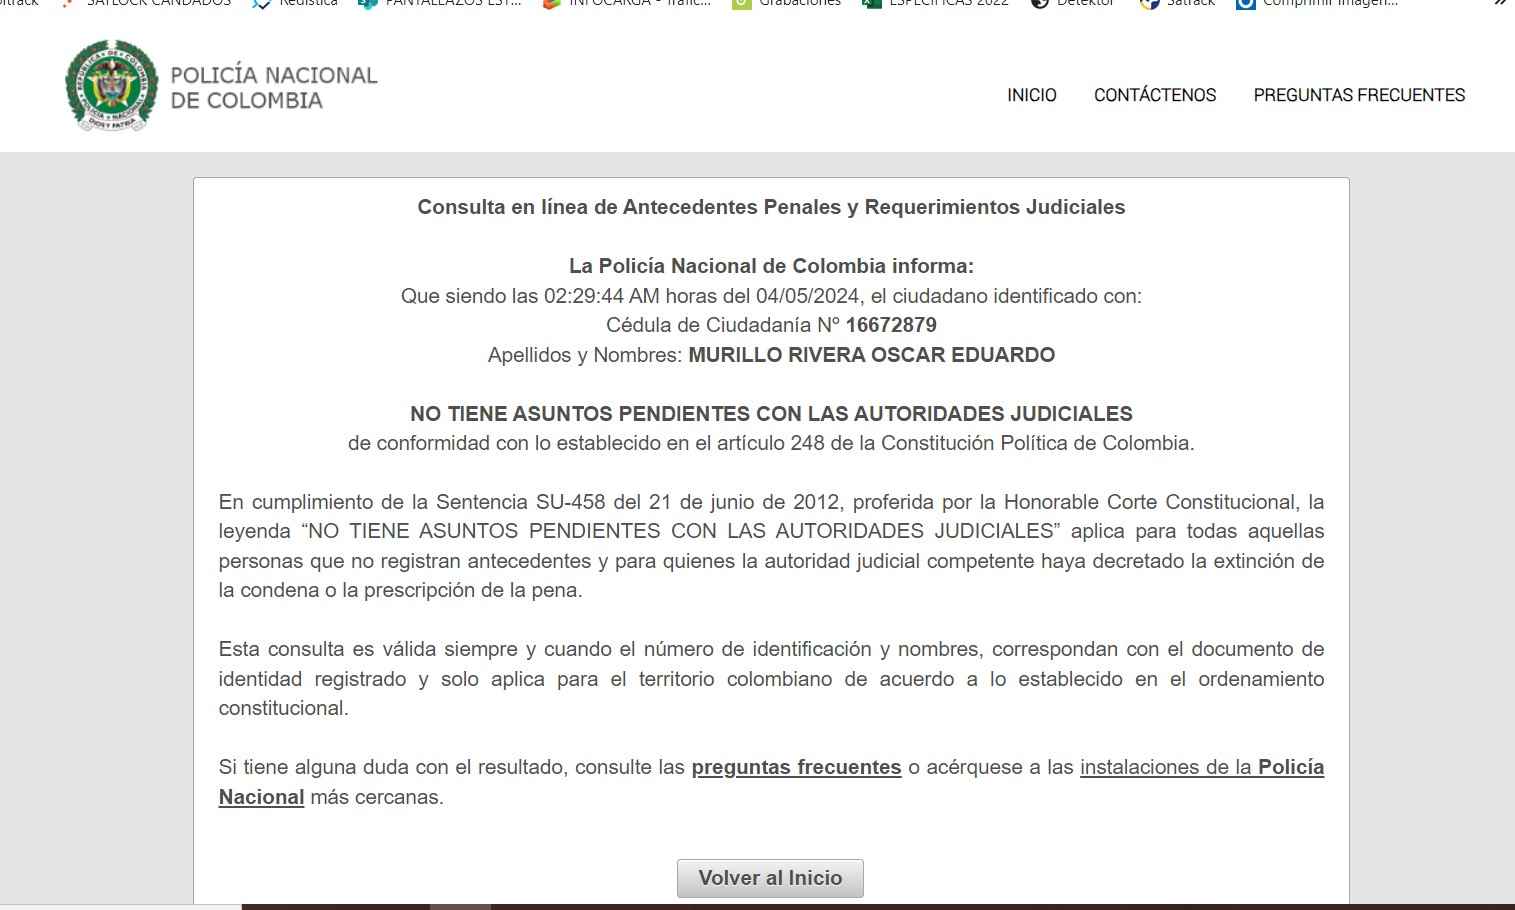 SATLOCK CANDADOS
Redistica
PANTALLAZOS EST...
INFOCARGA - Trafic...
Grabaciones
ESPECIFICAS 2022
Detektor
Satrack
Comprimir imágen...
»
REPUBLICA DE COLOMBIA
POLICIA NACIONAL
DIOS Y PATRIA
POLICÍA NACIONAL
DE COLOMBIA
INICIO
CONTÁCTENOS
PREGUNTAS FRECUENTES
Consulta en línea de Antecedentes Penales y Requerimientos Judiciales
La Policía Nacional de Colombia informa:
Que siendo las 02:29:44 AM horas del 04/05/2024, el ciudadano identificado con:
Cédula de Ciudadanía Nº 16672879
Apellidos y Nombres: MURILLO RIVERA OSCAR EDUARDO
NO TIENE ASUNTOS PENDIENTES CON LAS AUTORIDADES JUDICIALES
de conformidad con lo establecido en el artículo 248 de la Constitución Política de Colombia.
En cumplimiento de la Sentencia SU-458 del 21 de junio de 2012, proferida por la Honorable Corte Constitucional, la
leyenda “NO TIENE ASUNTOS PENDIENTES CON LAS AUTORIDADES JUDICIALES” aplica para todas aquellas
personas que no registran antecedentes y para quienes la autoridad judicial competente haya decretado la extinción de
la condena o la prescripción de la pena.
Esta consulta es válida siempre y cuando el número de identificación y nombres, correspondan con el documento de
identidad registrado y solo aplica para el territorio colombiano de acuerdo a lo establecido en el ordenamiento
constitucional.
Si tiene alguna duda con el resultado, consulte las preguntas frecuentes o acérquese a las instalaciones de la Policía
Nacional más cercanas.
Volver al Inicio